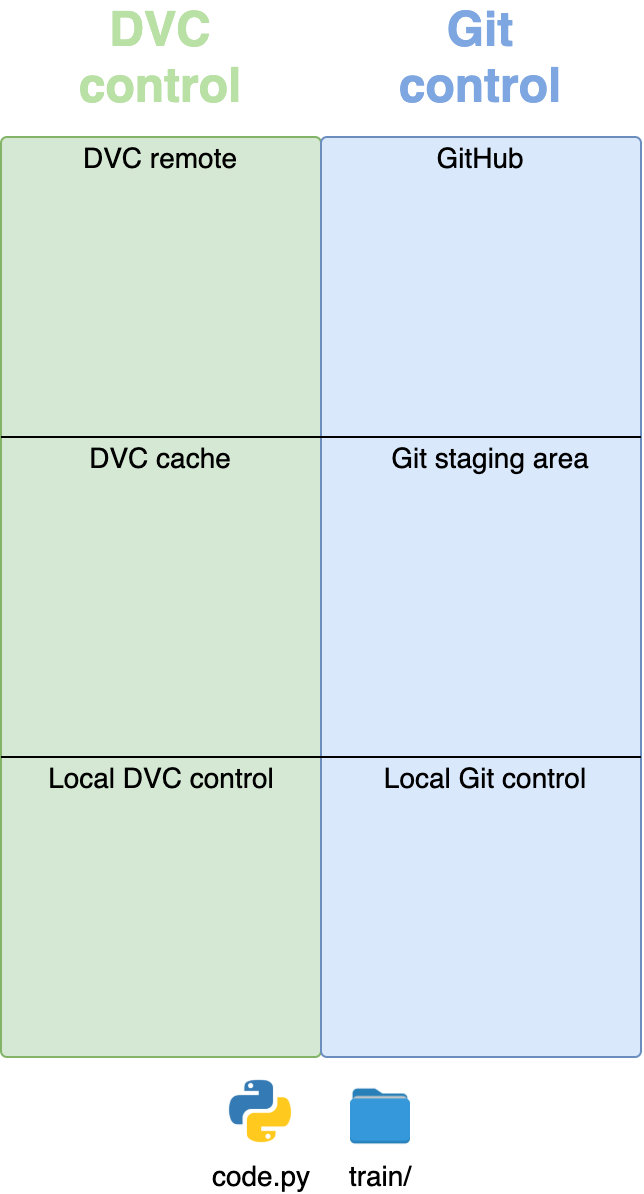 DVC
control
Git
control
DVC remote
GitHub
DVC cache
Git staging area
Local DVC control
Local Git control
code.py
train/